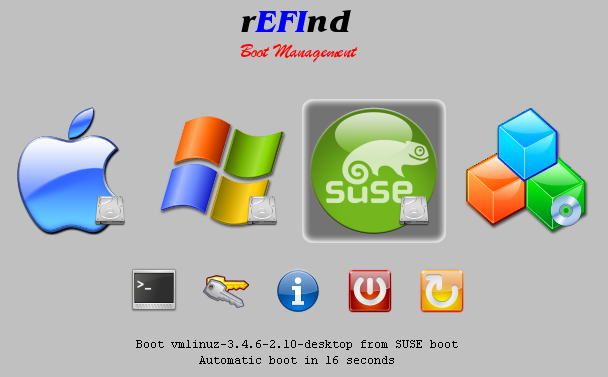 rEFInd
Boot Management
suse
>_
i
Boot vmlinuz-3.4.6-2.10-desktop from SUSE boot
Automatic boot in 16 seconds